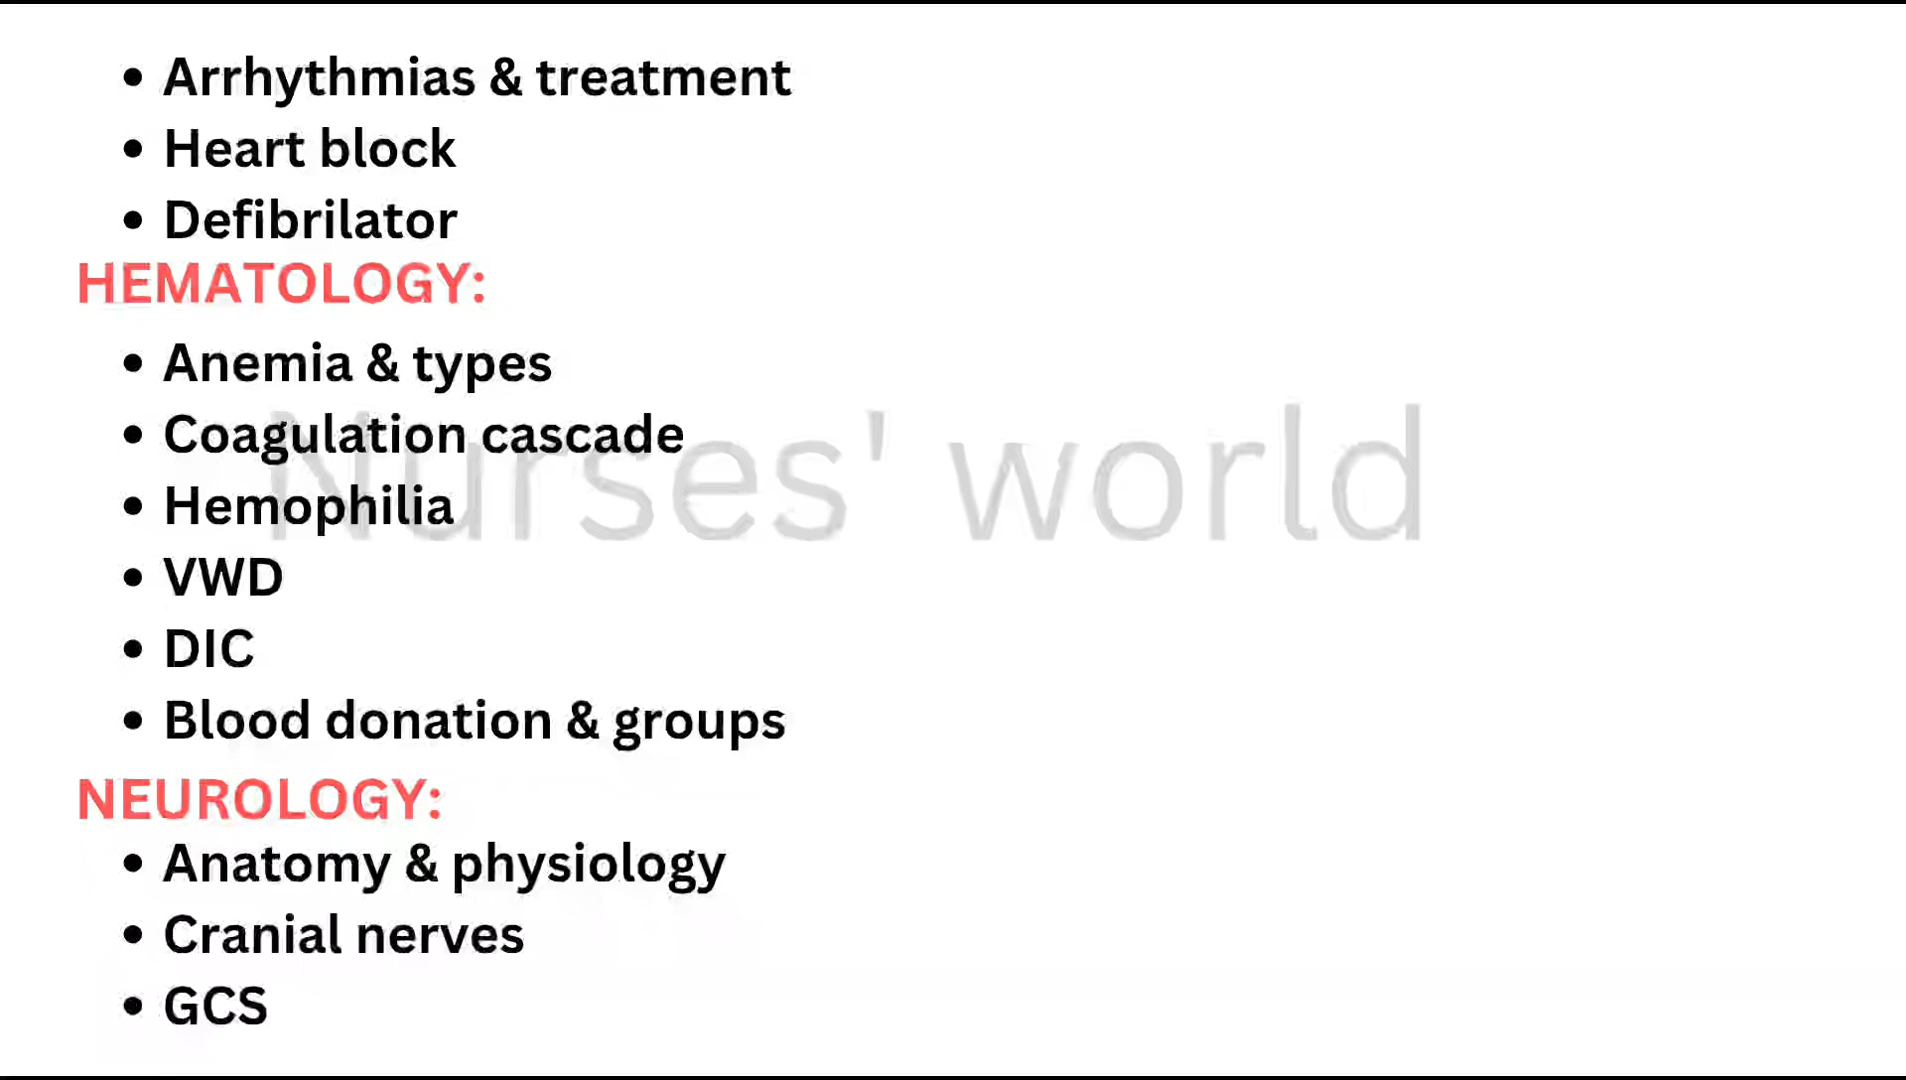 • Arrhythmias & treatment
• Heart block
• Defibrilator
HEMATOLOGY:
• Anemia & types
• Coagulation cascade
• Hemophilia
• VWD
• DIC
• Blood donation & groups
NEUROLOGY:
• Anatomy & physiology
• Cranial nerves
• GCS
Nurses' world